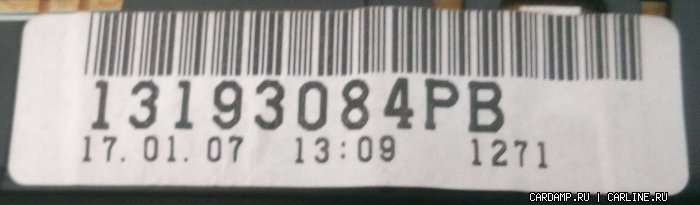 13193084PB
17.01.07 13:09 1271
CARDAMP.RU | CARLINE.RU